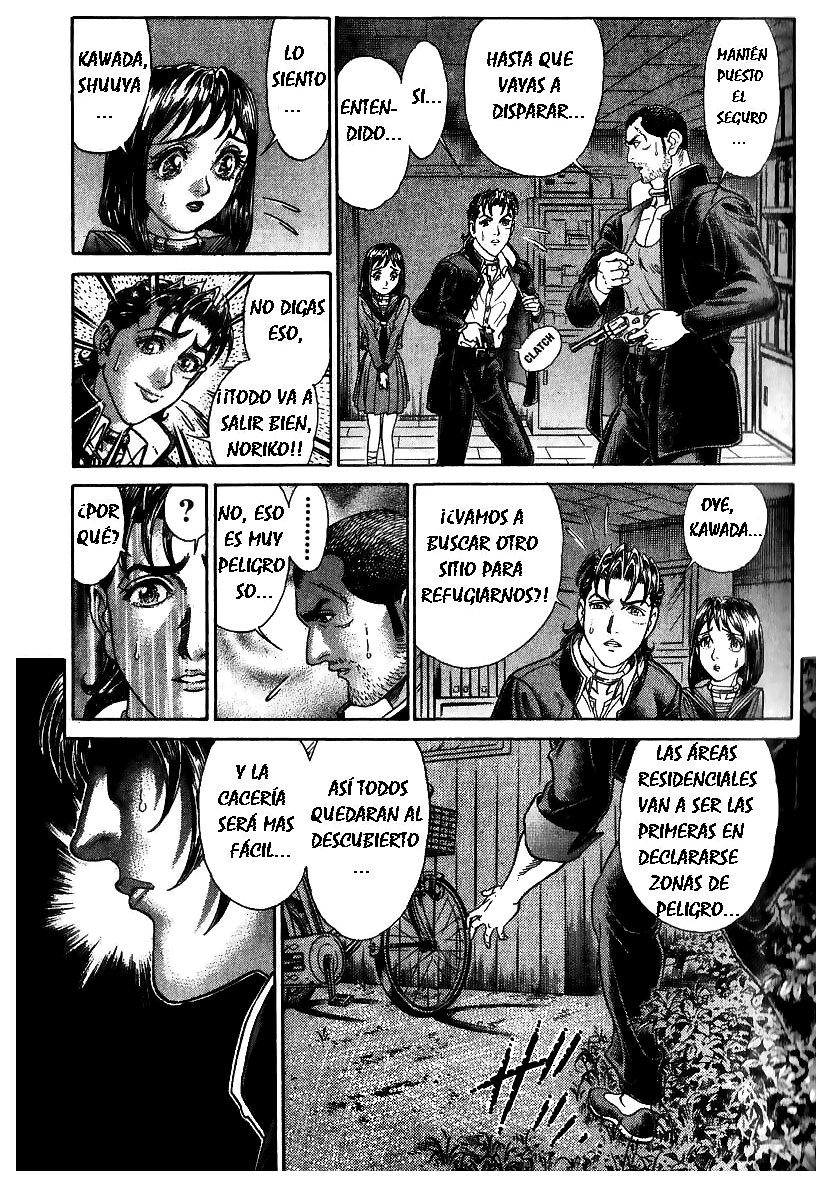 MANTÉN
PUESTO
EL
SEGURO
...
HASTA QUE
VAYAS A
DISPARAR...
SI...
ENTEN-
DIDO...
CLATCH
LO
SIENTO
...
KAWADA,
SHUUYA
...
NO DIGAS
ESO,
¡¡TODO VA A
SALIR BIEN,
NORIKO!!
OYE,
KAWADA...
¡¿VAMOS A
BUSCAR OTRO
SITIO PARA
REFUGIARNOS?!
........
NO, ESO
ES MUY
PELIGRO
SO...
?
¿POR
QUÉ?
LAS ÁREAS
RESIDENCIALES
VAN A SER LAS
PRIMERAS EN
DECLARARSE
ZONAS DE
PELIGRO...
ASÍ TODOS
QUEDARAN AL
DESCUBIERTO
...
Y LA
CACERÍA
SERÁ MAS
FÁCIL...